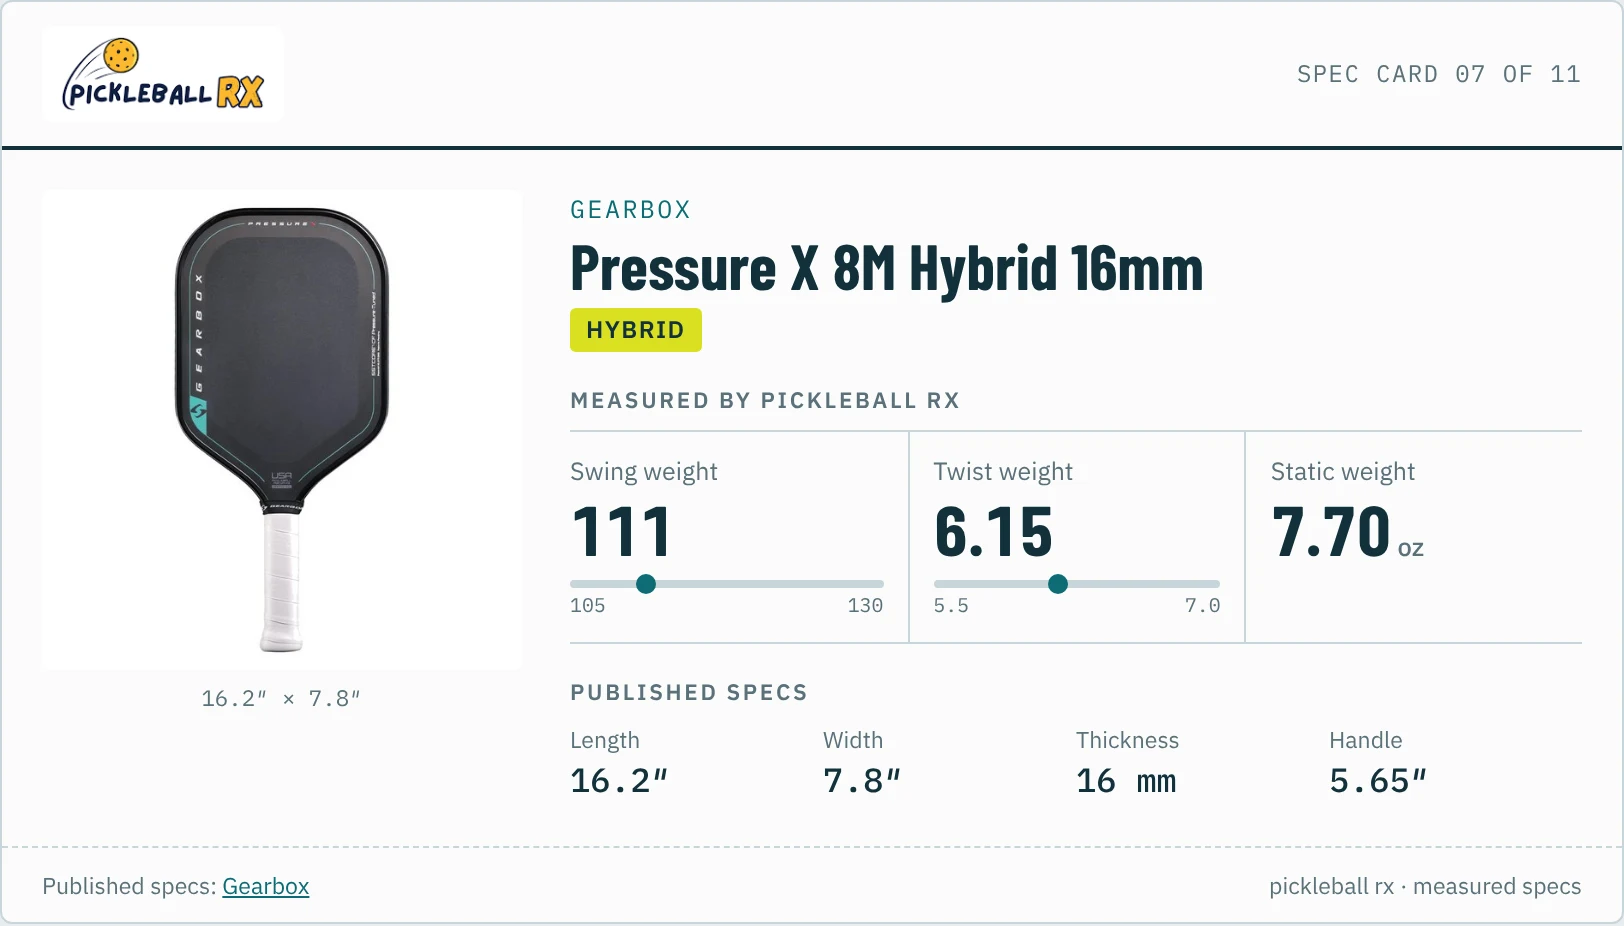 PICKLEBALL RX
SPEC CARD 07 OF 11
PRESSURE X
GEARBOX
USA
16.2″ × 7.8″
GEARBOX
Pressure X 8M Hybrid 16mm
HYBRID
MEASURED BY PICKLEBALL RX
Swing weight
111
105 130
Twist weight
6.15
5.5 7.0
Static weight
7.70 oz
PUBLISHED SPECS
Length Width Thickness Handle
16.2″ 7.8″ 16 mm 5.65″
Published specs: Gearbox
pickleball rx · measured specs